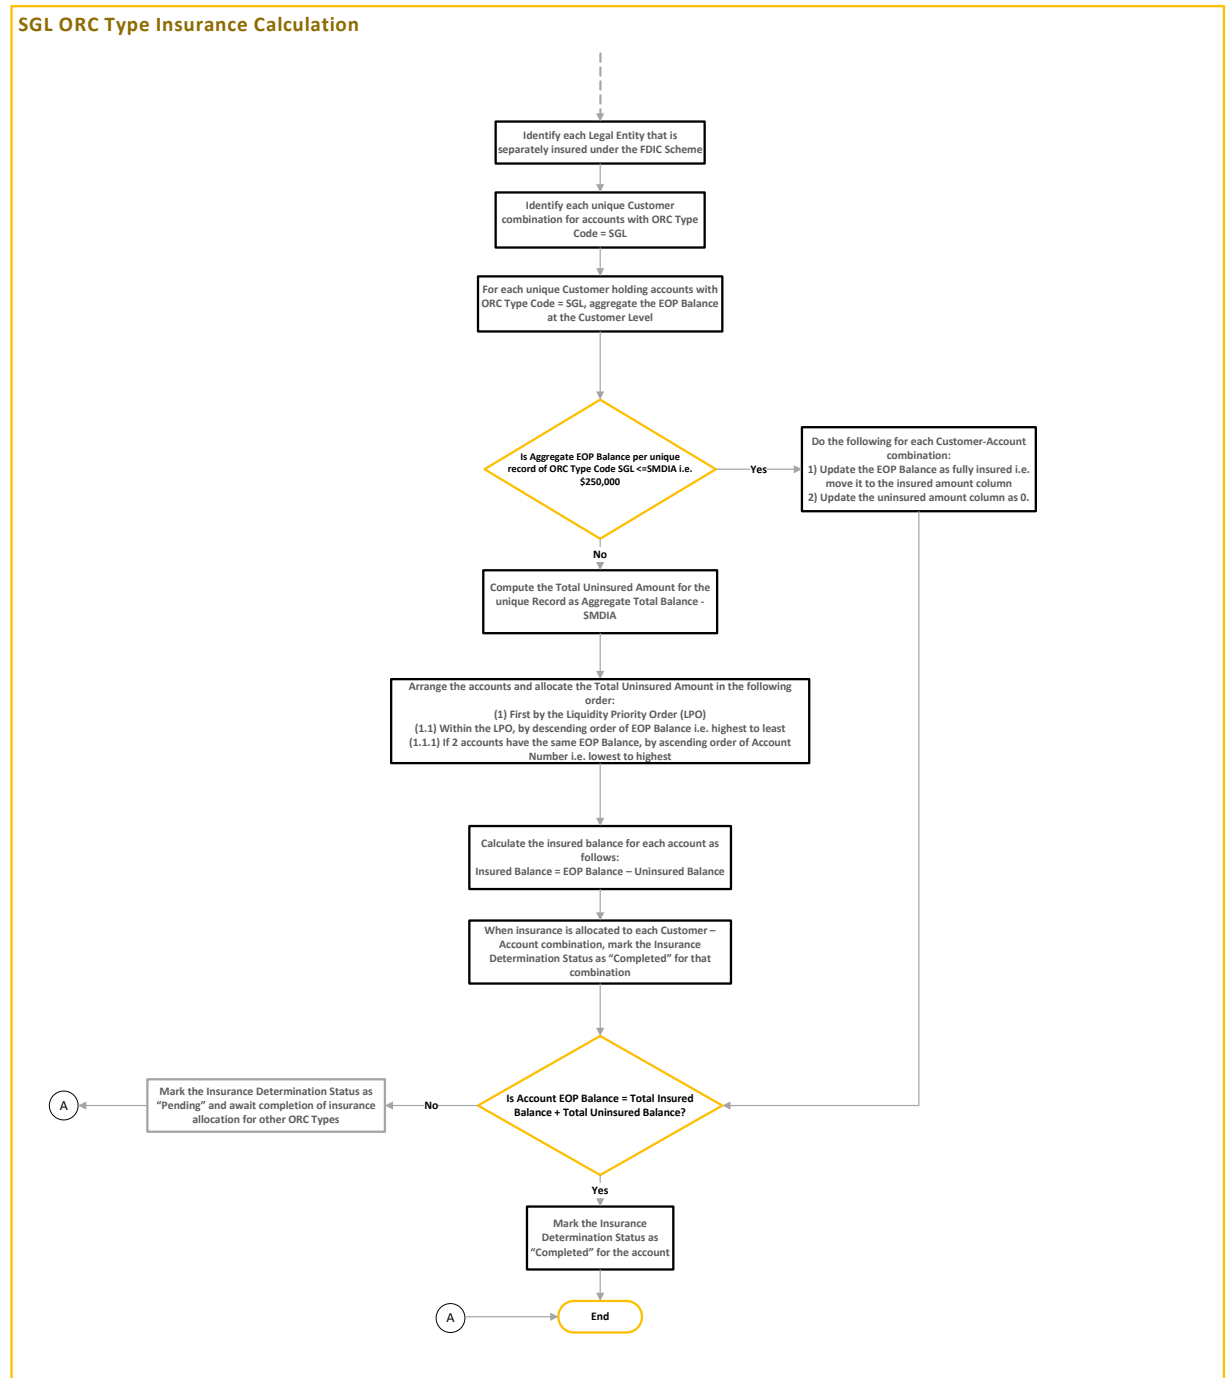 SGL ORC Type Insurance Calculation
Identify each Legal Entity that is
separately insured under the FDIC Scheme
Identify each unique Customer
combination for accounts with ORC Type
Code = SGL
For each unique Customer holding accounts with
ORC Type Code = SGL, aggregate the EOP Balance
at the Customer Level
Is Aggregate EOP Balance per unique
record of ORC Type Code SGL <=SMDIA i.e.
$250,000
Yes
Do the following for each Customer-Account
combination:
1) Update the EOP Balance as fully insured i.e.
move it to the insured amount column
2) Update the uninsured amount column as 0.
No
Compute the Total Uninsured Amount for the
unique Record as Aggregate Total Balance -
SMDIA
Arrange the accounts and allocate the Total Uninsured Amount in the following
order:
(1) First by the Liquidity Priority Order (LPO)
(1.1) Within the LPO, by descending order of EOP Balance i.e. highest to least
(1.1.1) If 2 accounts have the same EOP Balance, by ascending order of Account
Number i.e. lowest to highest
Calculate the insured balance for each account as
follows:
Insured Balance = EOP Balance – Uninsured Balance
When insurance is allocated to each Customer –
Account combination, mark the Insurance
Determination Status as “Completed” for that
combination
Is Account EOP Balance = Total Insured
Balance + Total Uninsured Balance?
No
Mark the Insurance Determination Status as
“Pending” and await completion of insurance
allocation for other ORC Types
A
Yes
Mark the Insurance
Determination Status as
“Completed” for the account
A
End